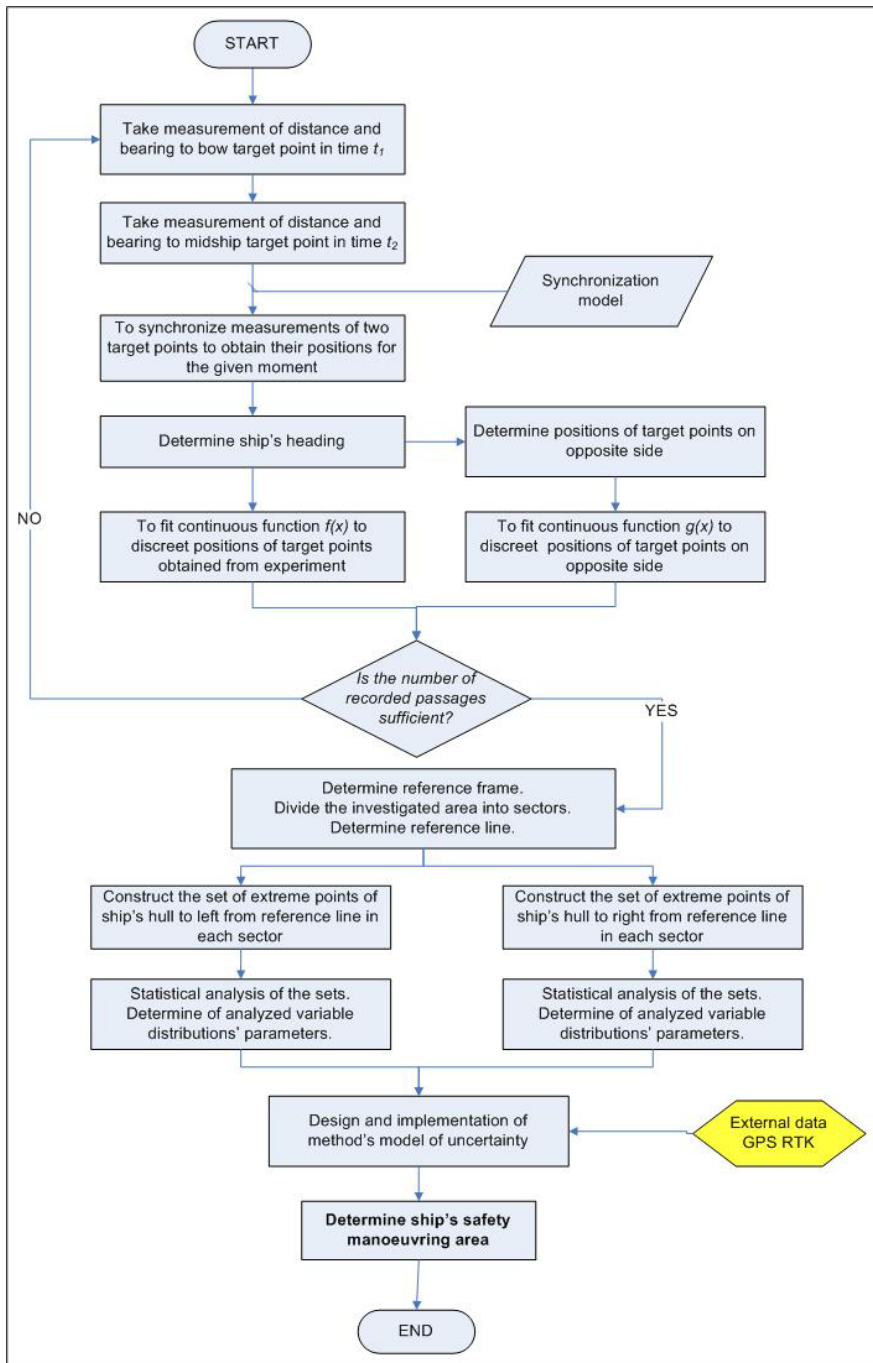 START
Take measurement of distance and
bearing to bow target point in time t1
Take measurement of distance and
bearing to midship target point in time t2
Synchronization
model
To synchronize measurements of two
target points to obtain their positions for
the given moment
Determine ship's heading
Determine positions of target points on
opposite side
NO
To fit continuous function f(x) to
discreet positions of target points
obtained from experiment
To fit continuous function g(x) to
discreet positions of target points on
opposite side
Is the number of
recorded passages
sufficient?
YES
Determine reference frame.
Divide the investigated area into sectors.
Determine reference line.
Construct the set of extreme points of
ship's hull to left from reference line in
each sector
Construct the set of extreme points of
ship's hull to right from reference line
in each sector
Statistical analysis of the sets.
Determine of analyzed variable
distributions' parameters.
Statistical analysis of the sets.
Determine of analyzed variable
distributions' parameters.
Design and implementation of
method's model of uncertainty
External data
GPS RTK
Determine ship's safety
manoeuvring area
END